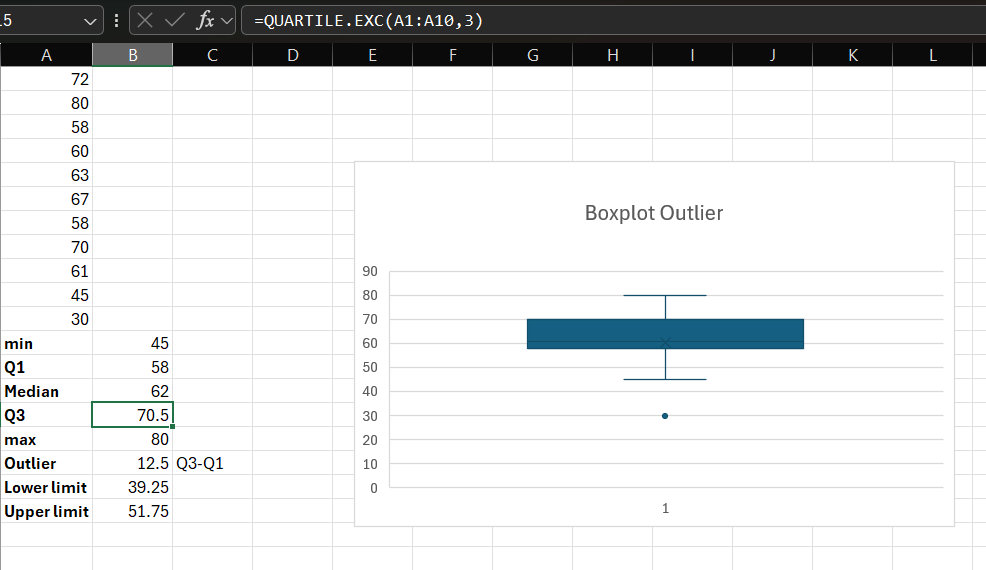 5 fx =QUARTILE.EXC(A1:A10,3)
A B C D E F G H I J K L
72
80
58
60
63
67
58
70
61
45
30
min 45
Q1 58
Median 62
Q3 70.5
max 80
Outlier 12.5 Q3-Q1
Lower limit 39.25
Upper limit 51.75
Boxplot Outlier
90
80
70
60
50
40
30
20
10
0
1